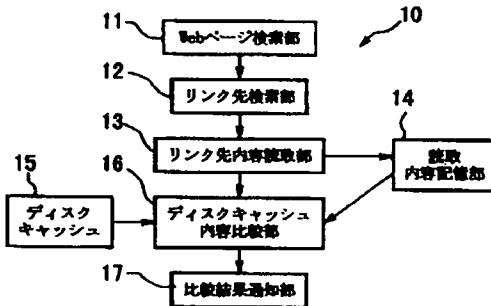 11
Webページ検索部
10
12
リンク先検索部
13
リンク先内容読取部
14
読取
内容記憶部
15
ディスク
キャッシュ
16
ディスクキャッシュ
内容比較部
17
比較結果通知部